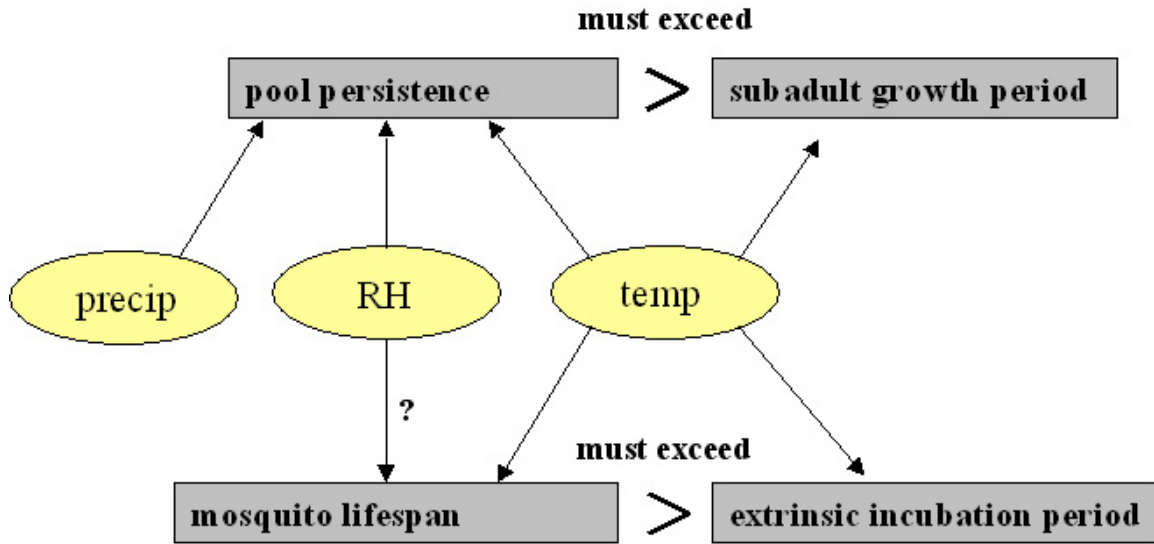 must exceed
pool persistence > subadult growth period
precip RH temp
?
must exceed
mosquito lifespan > extrinsic incubation period